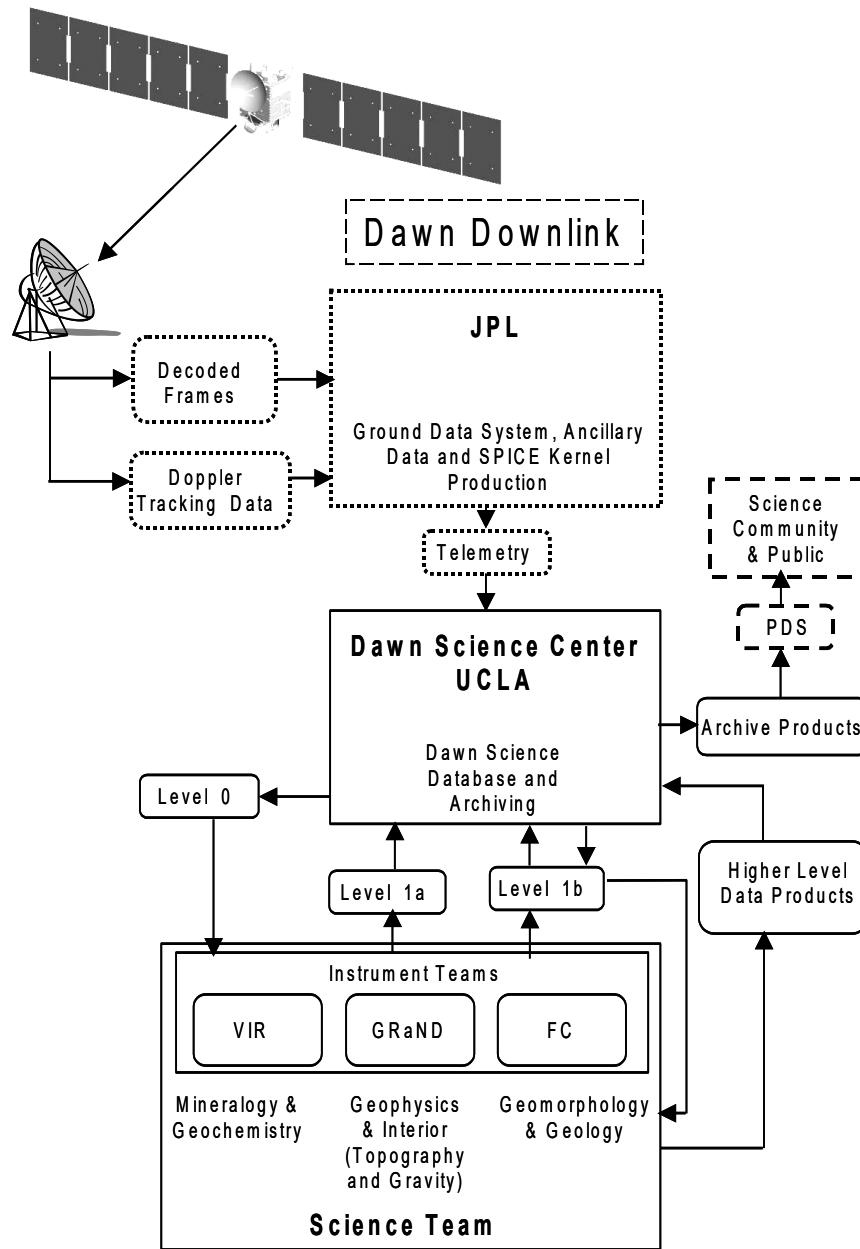 Dawn Downlink
JPL
Decoded
Frames
Ground Data System, Ancillary
Data and SPICE Kernel
Production
Doppler
Tracking Data
Science
Community
& Public
Telemetry
PDS
Dawn Science Center
UCLA
Archive Products
Dawn Science
Database and
Archiving
Level 0
Level 1a
Level 1b
Higher Level
Data Products
Instrument Teams
VIR
GRaND
FC
Mineralogy &
Geochemistry
Geophysics
& Interior
(Topography
and Gravity)
Geomorphology
& Geology
Science Team